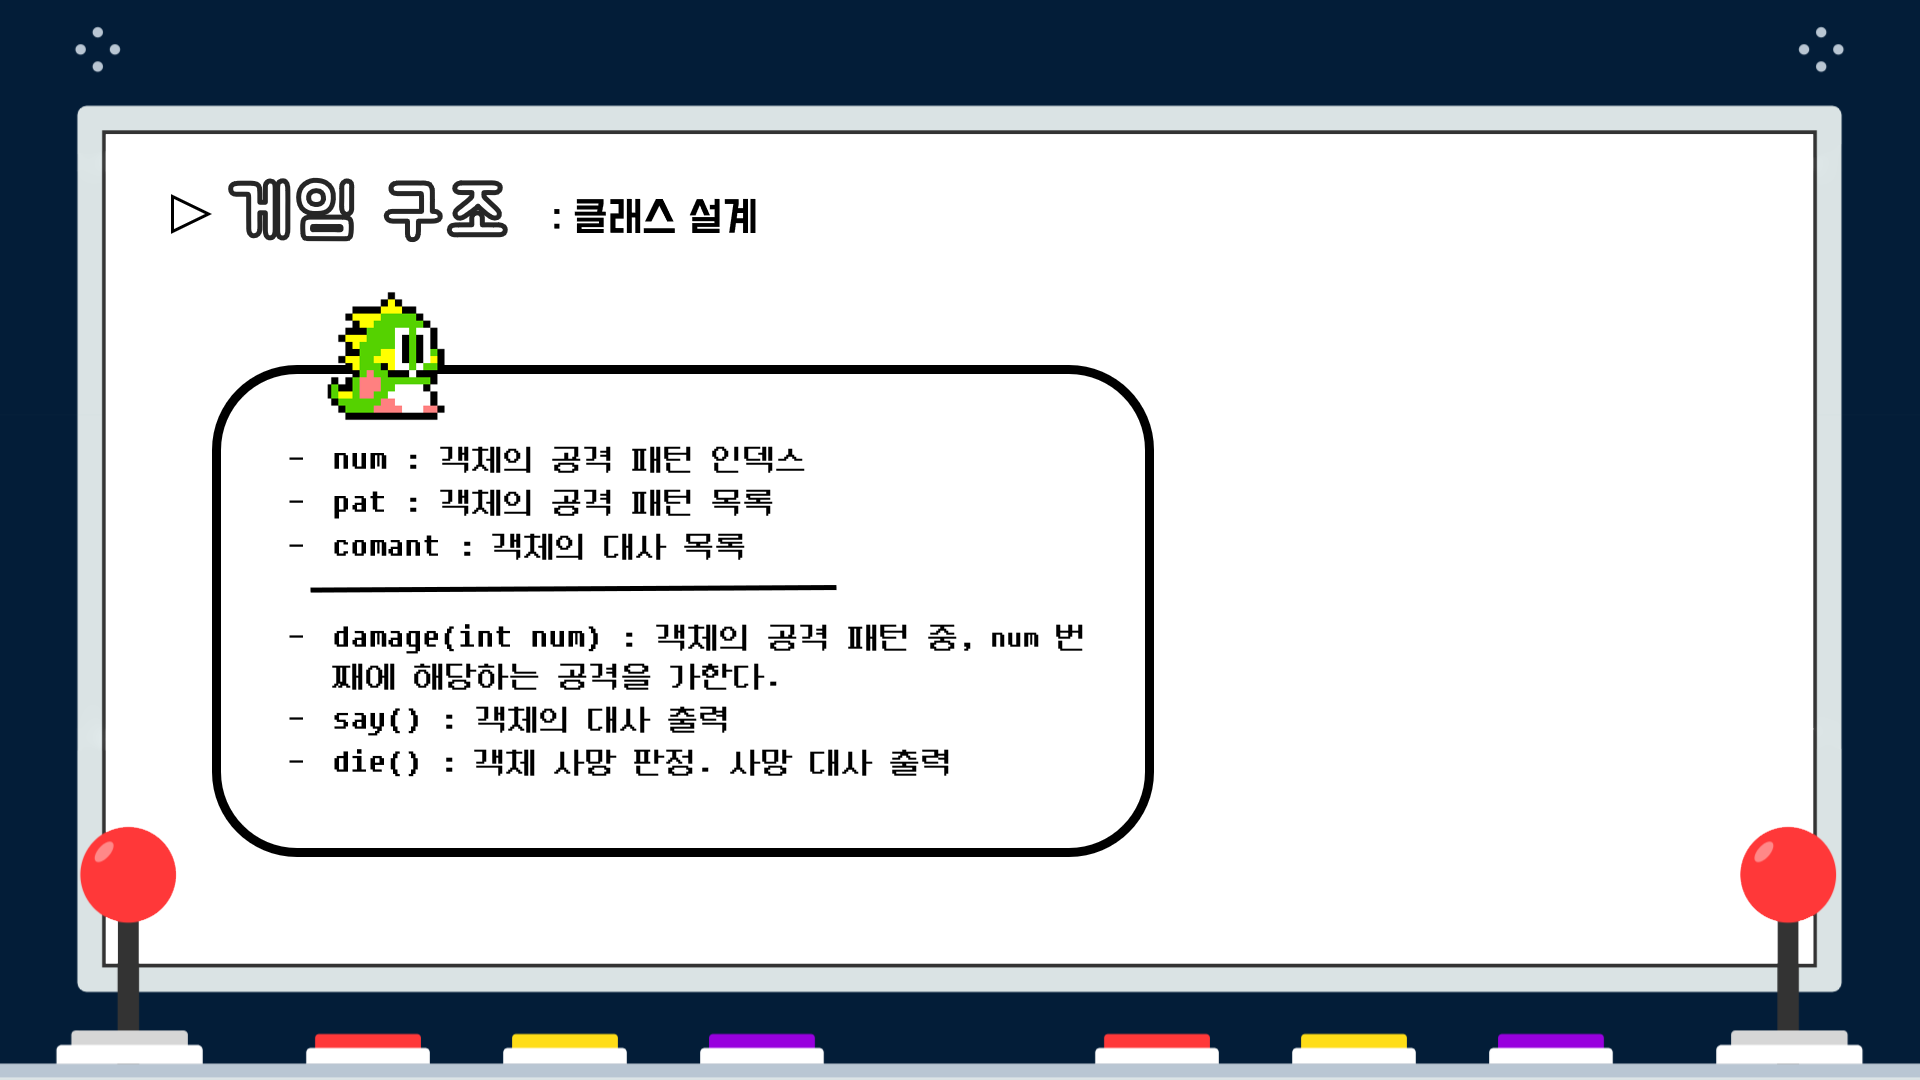 ▷ 게임 구조 : 클래스 설계
- num : 객체의 공격 패턴 인덱스
- pat : 객체의 공격 패턴 목록
- comant : 객체의 대사 목록
- damage(int num) : 객체의 공격 패턴 중, num 번
째에 해당하는 공격을 가한다.
- say() : 객체의 대사 출력
- die() : 객체 사망 판정. 사망 대사 출력